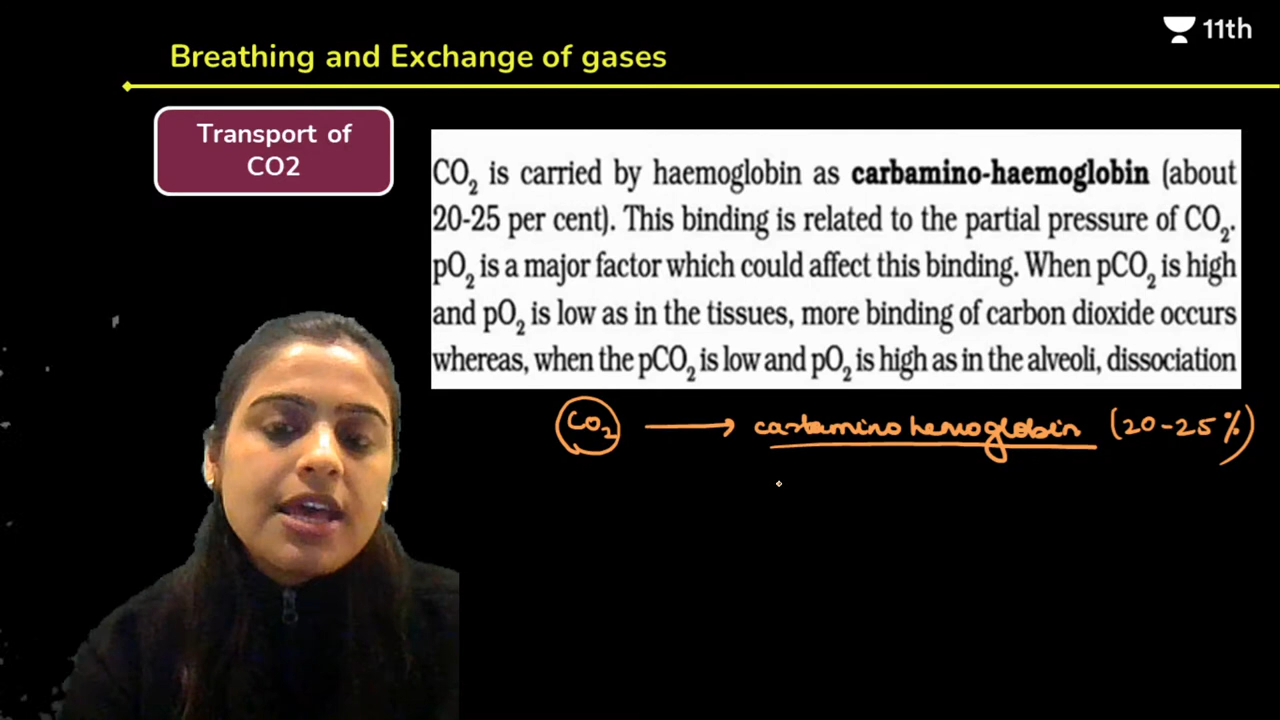 11th
Breathing and Exchange of gases
Transport of
CO2
CO₂ is carried by haemoglobin as carbamino-haemoglobin (about
20-25 per cent). This binding is related to the partial pressure of CO₂.
pO₂ is a major factor which could affect this binding. When pCO₂ is high
and pO₂ is low as in the tissues, more binding of carbon dioxide occurs
whereas, when the pCO₂ is low and pO₂ is high as in the alveoli, dissociation
CO₂ → carbamino hemoglobin (20-25%)